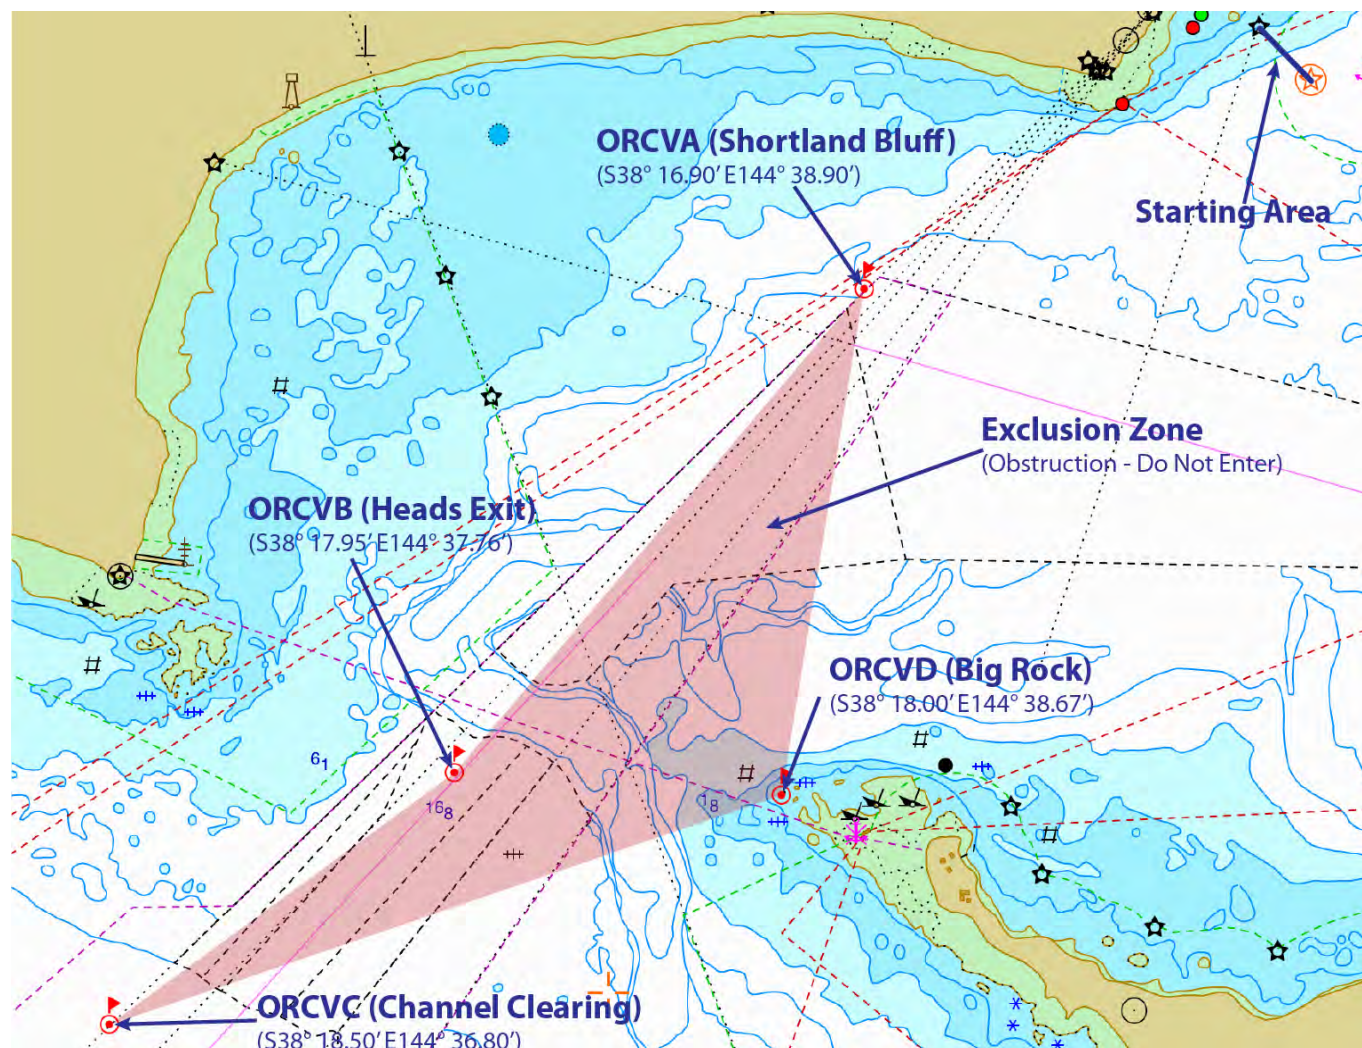 ORCVA (Shortland Bluff)
(S38° 16.90’ E144° 38.90’)
Starting Area
Exclusion Zone
(Obstruction - Do Not Enter)
ORCVB (Heads Exit)
(S38° 17.95’ E144° 37.76’)
ORCVD (Big Rock)
(S38° 18.00’ E144° 38.67’)
6₁
16₈
18
ORCVC (Channel Clearing)
(S38° 18.50’ E144° 36.80’)